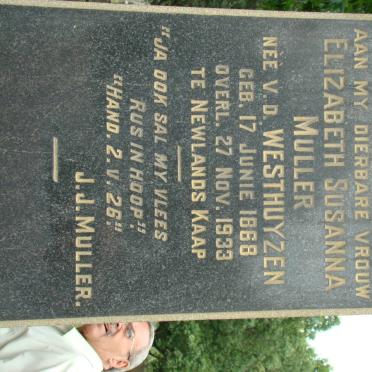 AAN MY DIERBARE VROUW
ELIZABETH SUSANNA
MULLER
NÉE V. D. WESTHUYZEN
GEB. 17 JUNIE 1868
OVERL. 27 NOV. 1933
TE NEWLANDS KAAP
"JA OOK SAL MY VLEES
RUS IN HOOP".
"HAND. 2. V. 26"
J. J. MULLER.